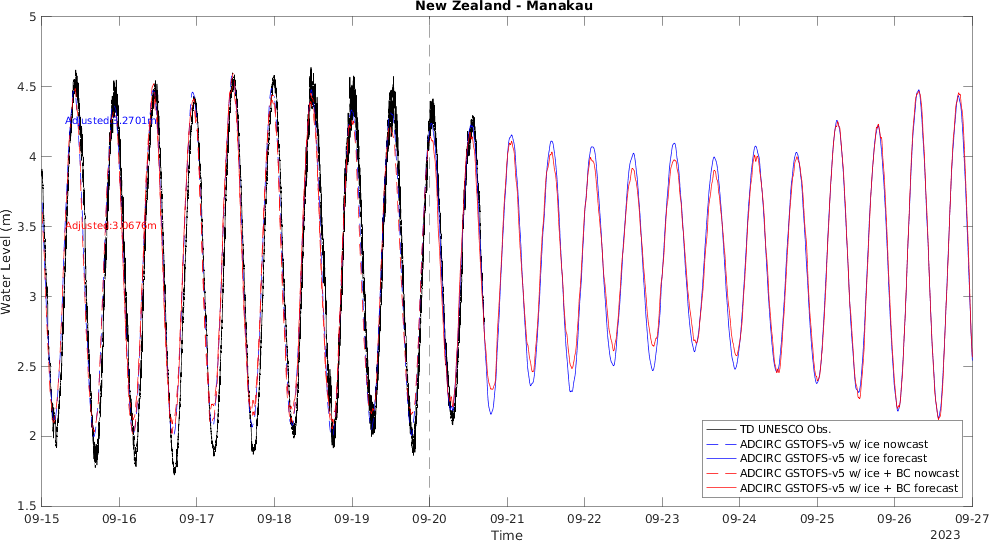 New Zealand - Manakau
5
4.5
4
3.5
3
2.5
2
1.5
Water Level (m)
Adjusted:3.2701m
Adjusted:3.0676m
TD UNESCO Obs.
ADCIRC GSTOFS-v5 w/ ice nowcast
ADCIRC GSTOFS-v5 w/ ice forecast
ADCIRC GSTOFS-v5 w/ ice + BC nowcast
ADCIRC GSTOFS-v5 w/ ice + BC forecast
09-15 09-16 09-17 09-18 09-19 09-20 09-21 09-22 09-23 09-24 09-25 09-26 09-27
Time
2023